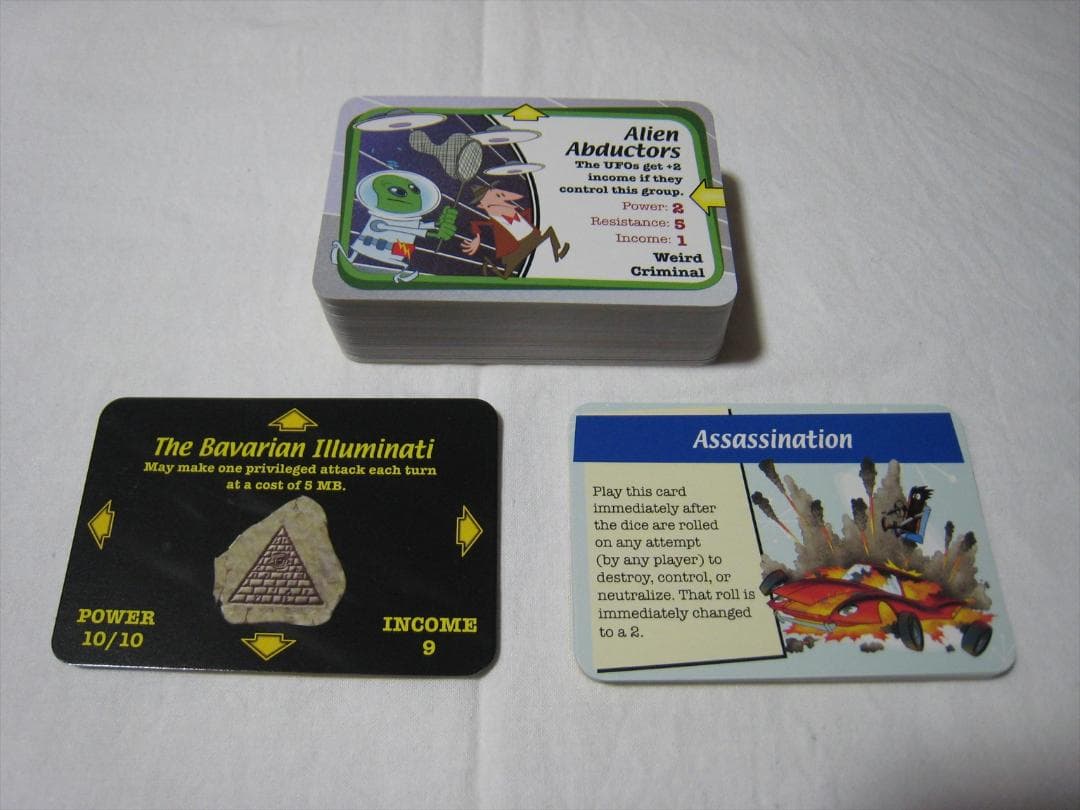 Alien
Abductors
The UFOs get +2
income if they
control this group.
Power: 2
Resistance: 5
Income: 1
Weird
Criminal
The Bavarian Illuminati
May make one privileged attack each turn
at a cost of 5 MB.
POWER
10/10
INCOME
9
Assassination
Play this card
immediately after
the dice are rolled
on any attempt
(by any player) to
destroy, control, or
neutralize. That roll is
immediately changed
to a 2.